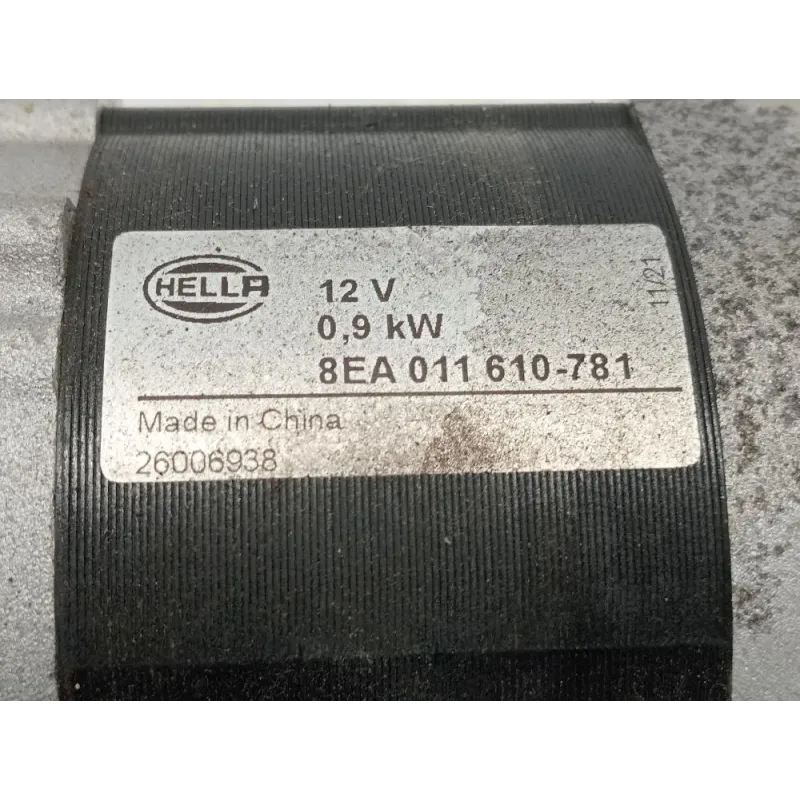 HELLA
12 V
0,9 kW
8EA 011 610-781
11/21
Made in China
26006938